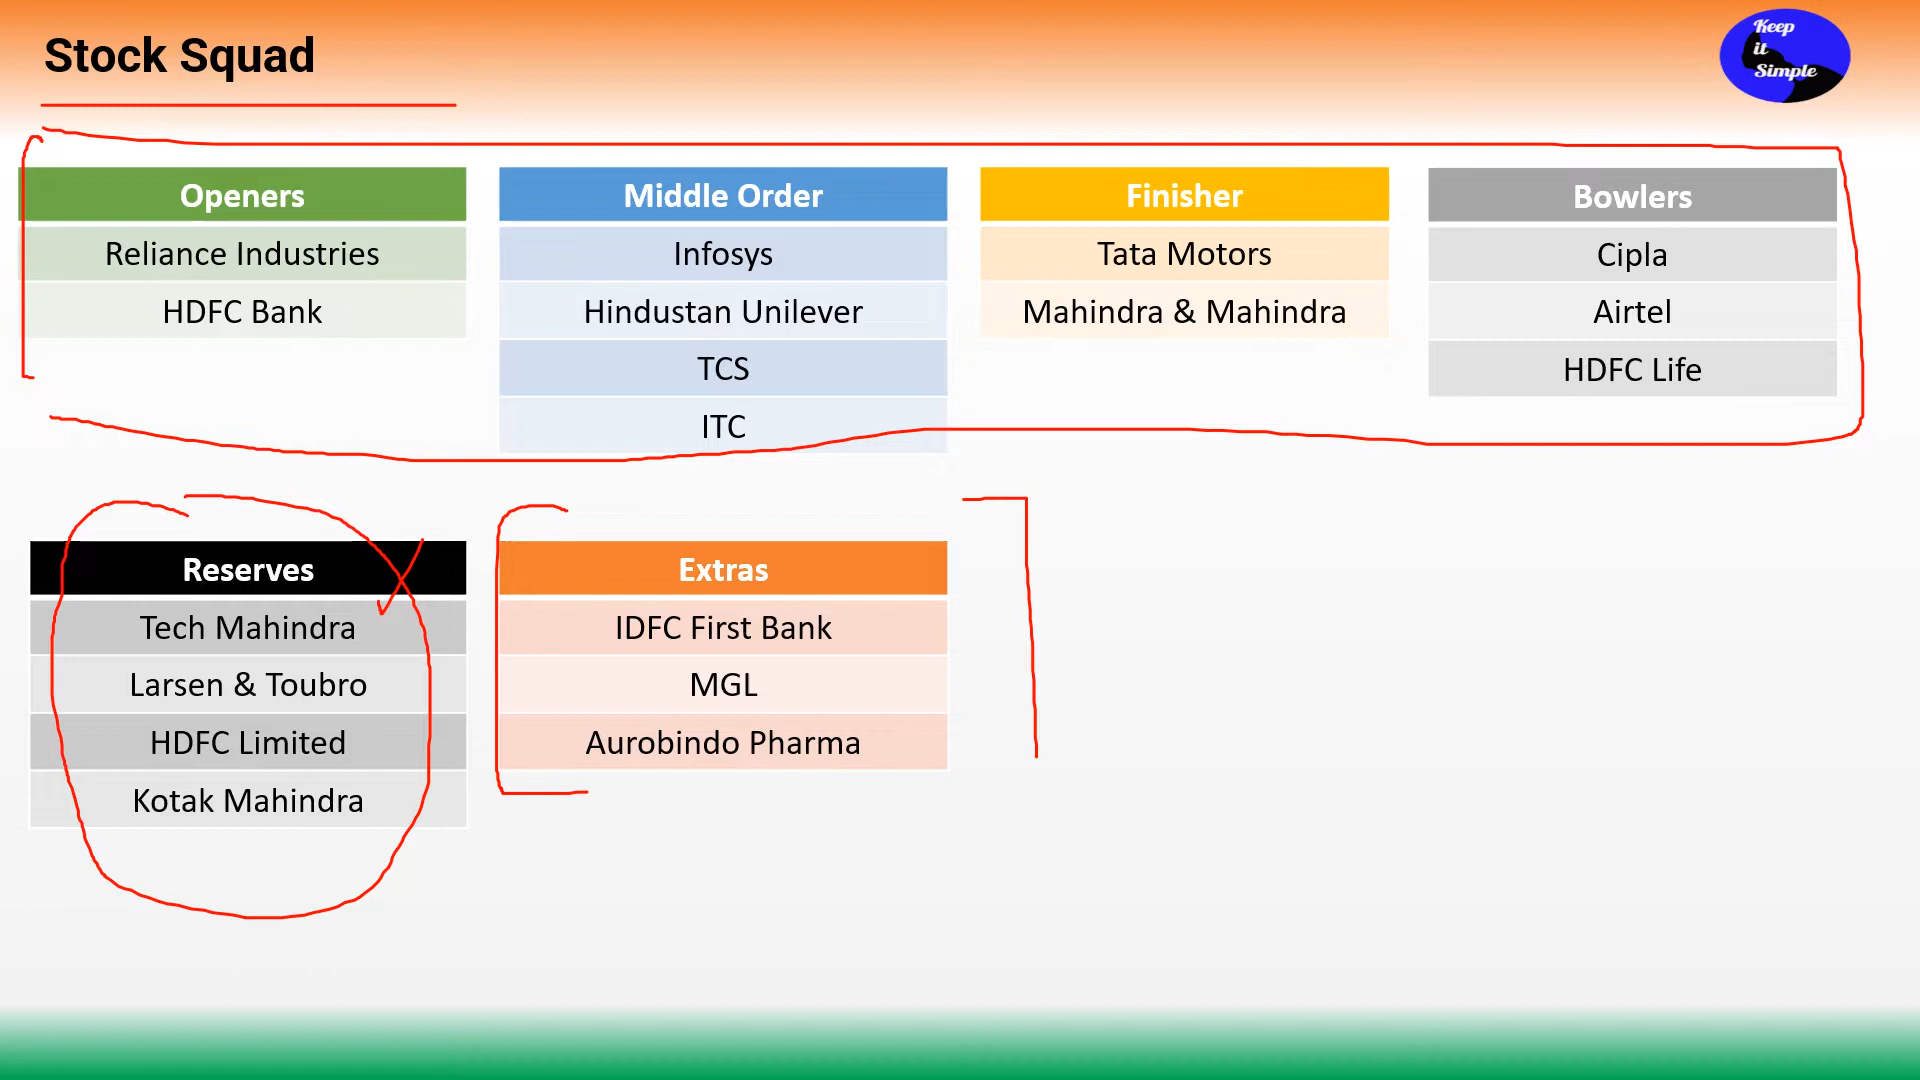 Stock Squad
Keep
it
Simple
Openers
Reliance Industries
HDFC Bank
Middle Order
Infosys
Hindustan Unilever
TCS
ITC
Finisher
Tata Motors
Mahindra & Mahindra
Bowlers
Cipla
Airtel
HDFC Life
Reserves
Tech Mahindra
Larsen & Toubro
HDFC Limited
Kotak Mahindra
Extras
IDFC First Bank
MGL
Aurobindo Pharma